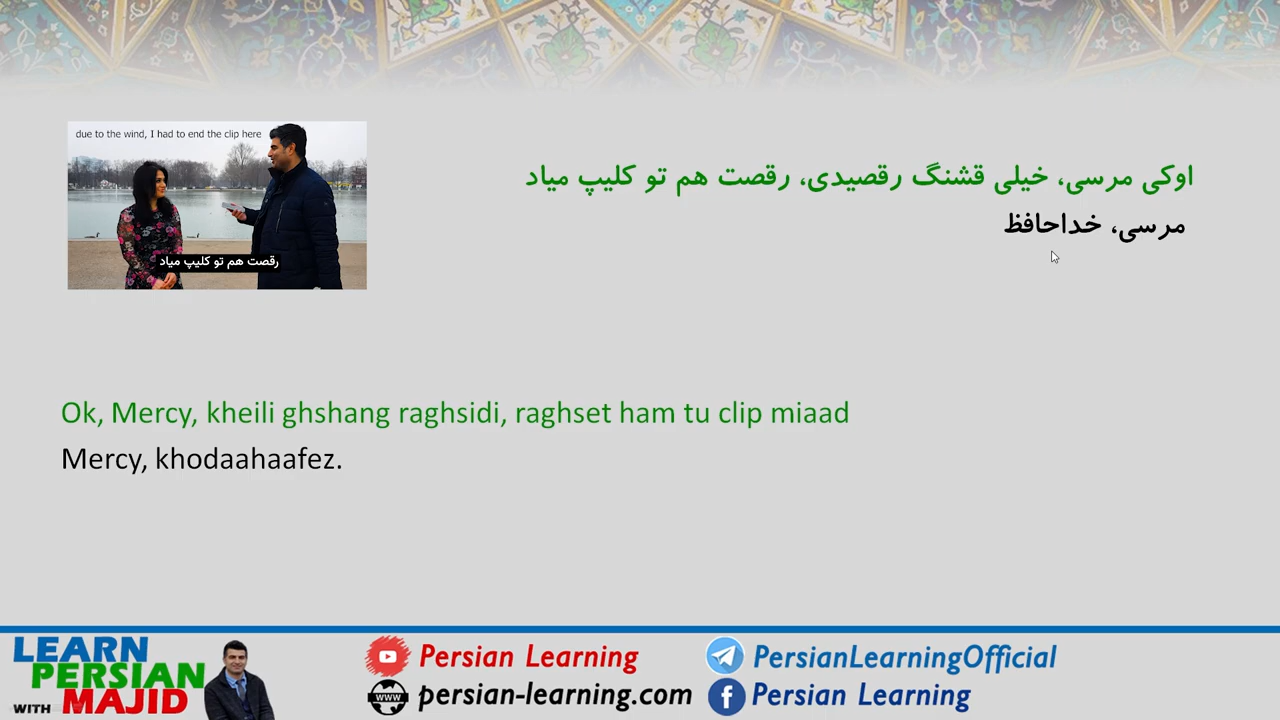 due to the wind, I had to end the clip here
رقصت هم تو کلیپ میاد
اوکی مرسی، خیلی قشنگ رقصیدی، رقصت هم تو کلیپ میاد
مرسی، خداحافظ
Ok, Mercy, kheili ghshang raghsidi, raghset ham tu clip miaad
Mercy, khodaahaafez.
LEARN
PERSIAN
WITH MAJID
Persian Learning
WWW persian-learning.com
PersianLearningOfficial
Persian Learning